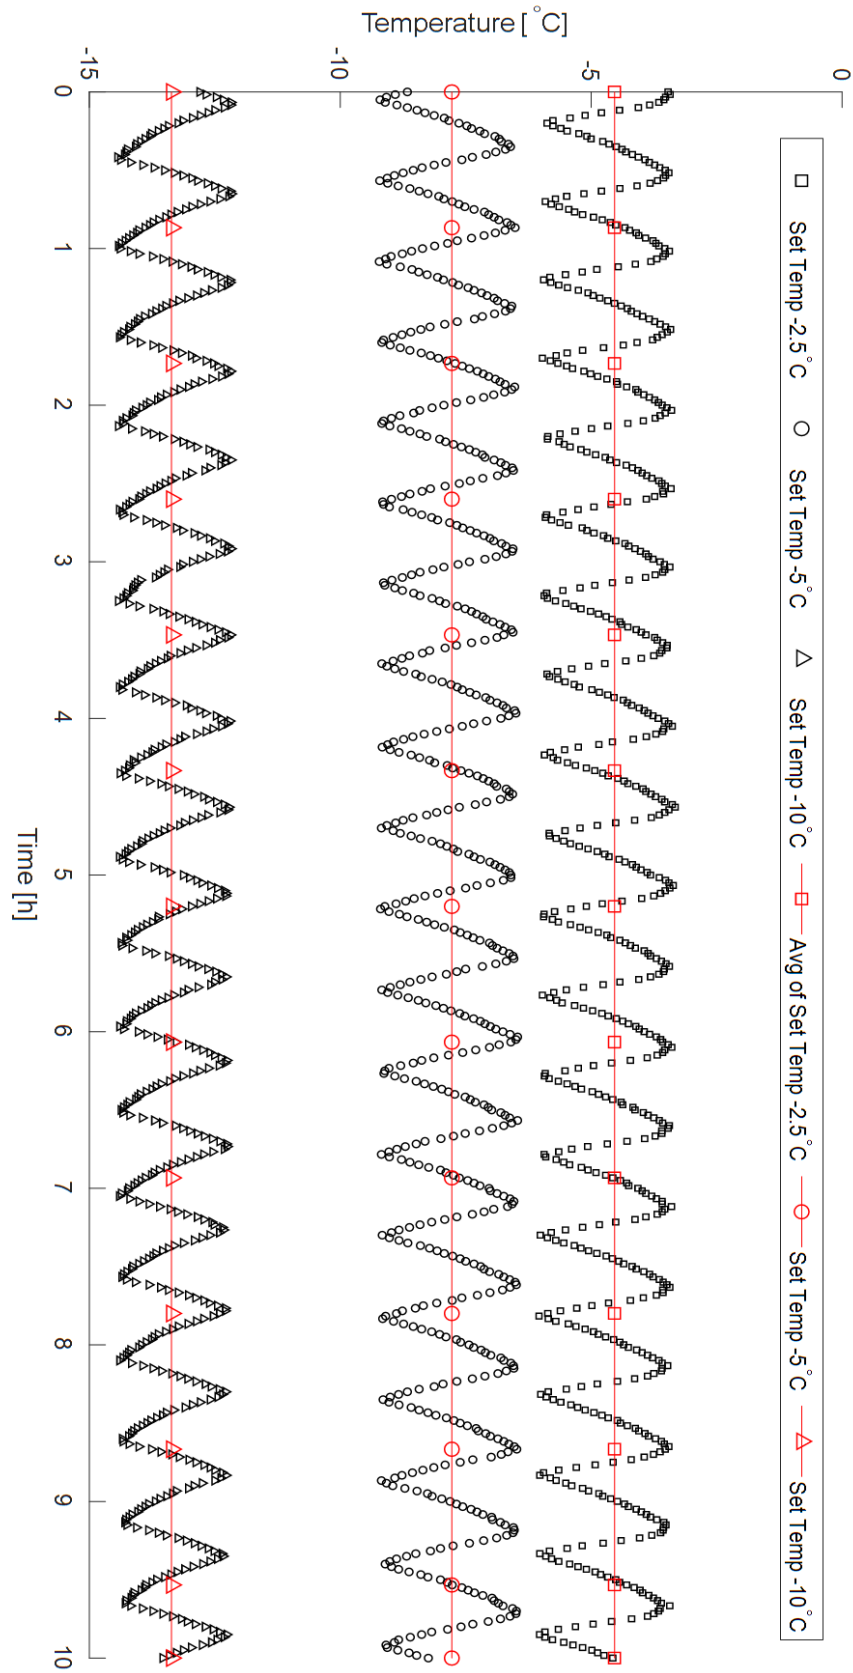 Set Temp -2.5°C Set Temp -5°C Set Temp -10°C Avg of Set Temp -2.5°C Set Temp -5°C Set Temp -10°C
0
-5
-10
-15
Temperature [°C]
0 1 2 3 4 5 6 7 8 9 10
Time [h]